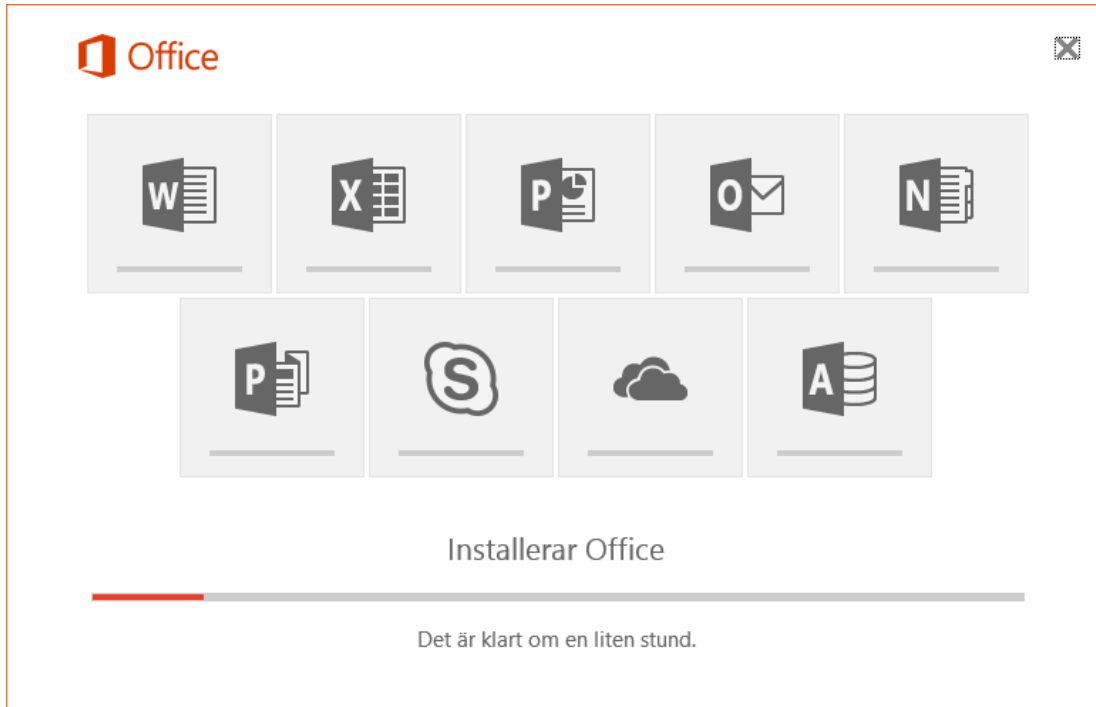 Office
W X P O N
P S A
Installerar Office
Det är klart om en liten stund.